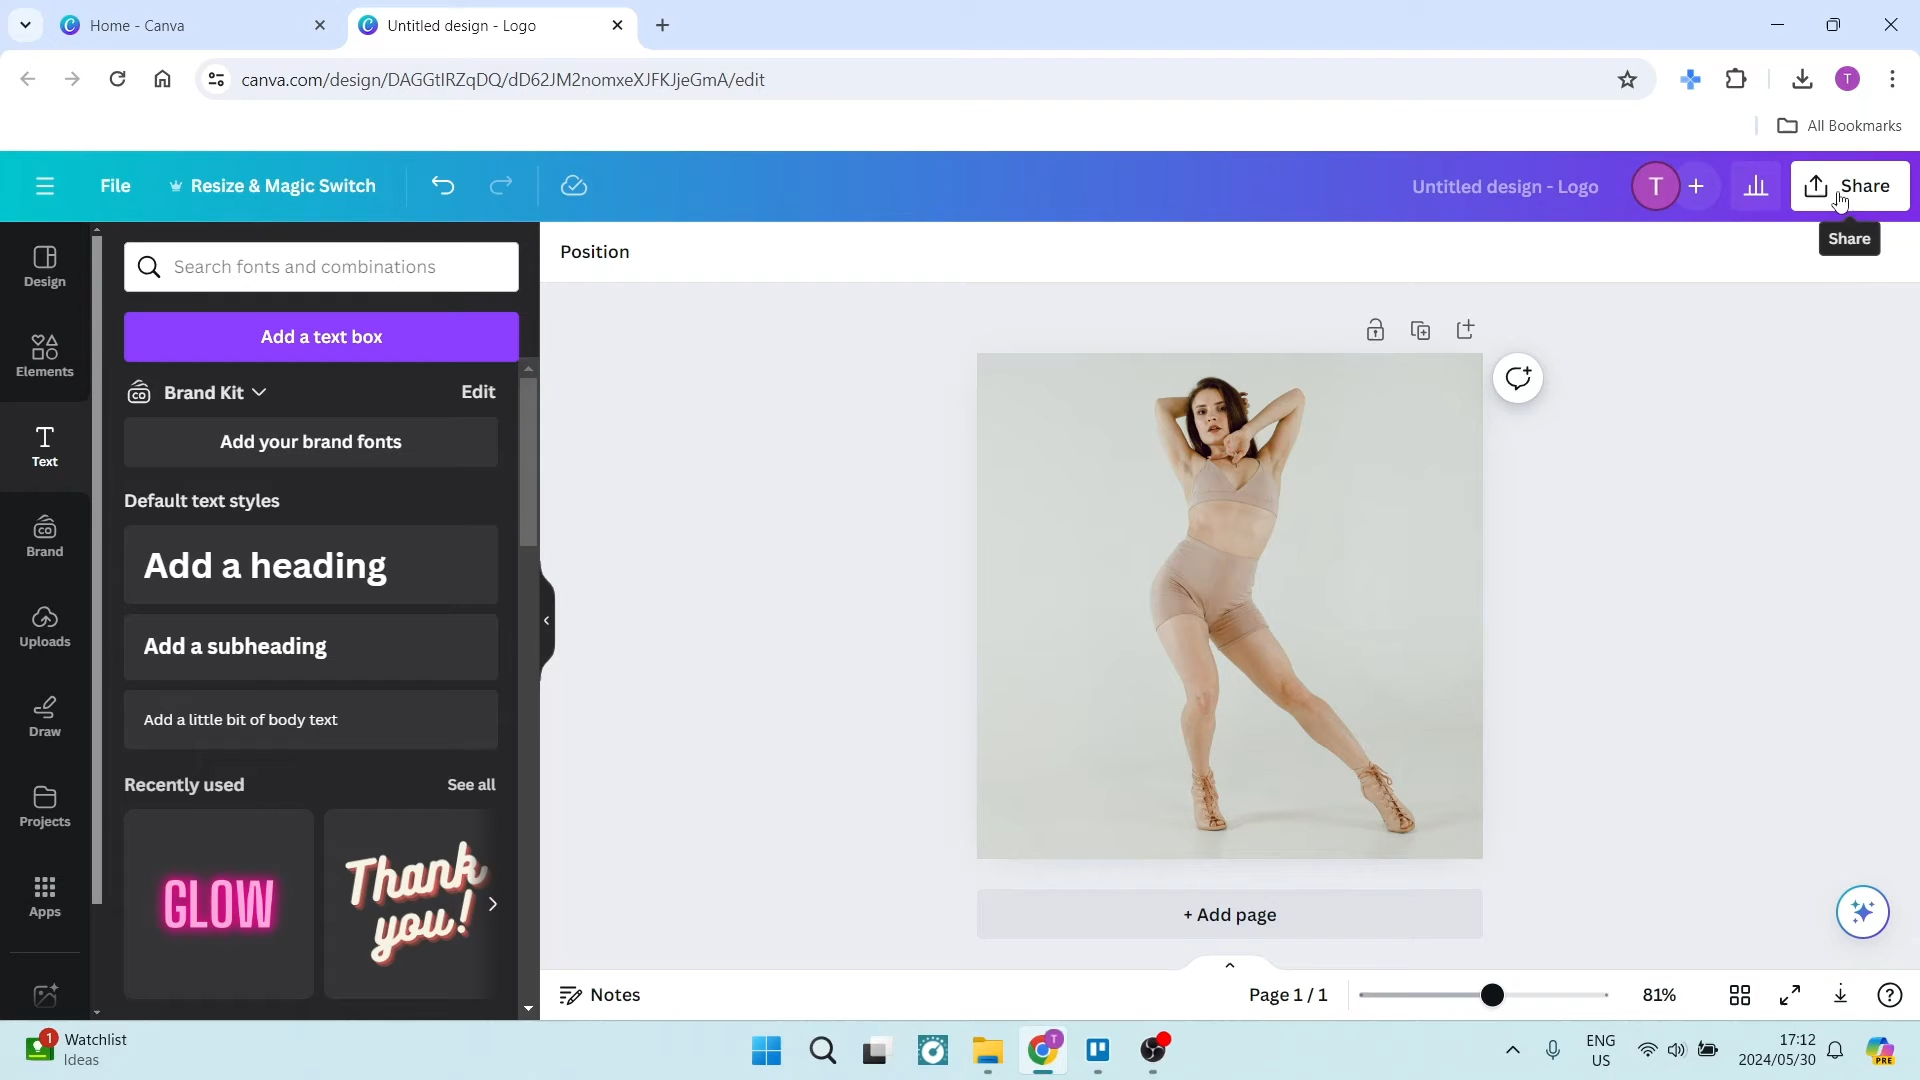 Home - Canva
Untitled design - Logo
canva.com/design/DAGGtlRZqDQ/dD62JM2nomxeXJFKJjeGmA/edit
T
All Bookmarks
File
Resize & Magic Switch
Untitled design - Logo
T
Share
Share
Design
Elements
Text
Brand
Uploads
Draw
Projects
Apps
Search fonts and combinations
Add a text box
Brand Kit
Edit
Add your brand fonts
Default text styles
Add a heading
Add a subheading
Add a little bit of body text
Recently used
See all
GLOW
Thank
you!
Position
+ Add page
Notes
Page 1 / 1
81%
1
Watchlist
Ideas
T
ENG
US
17:12
2024/05/30
PRE